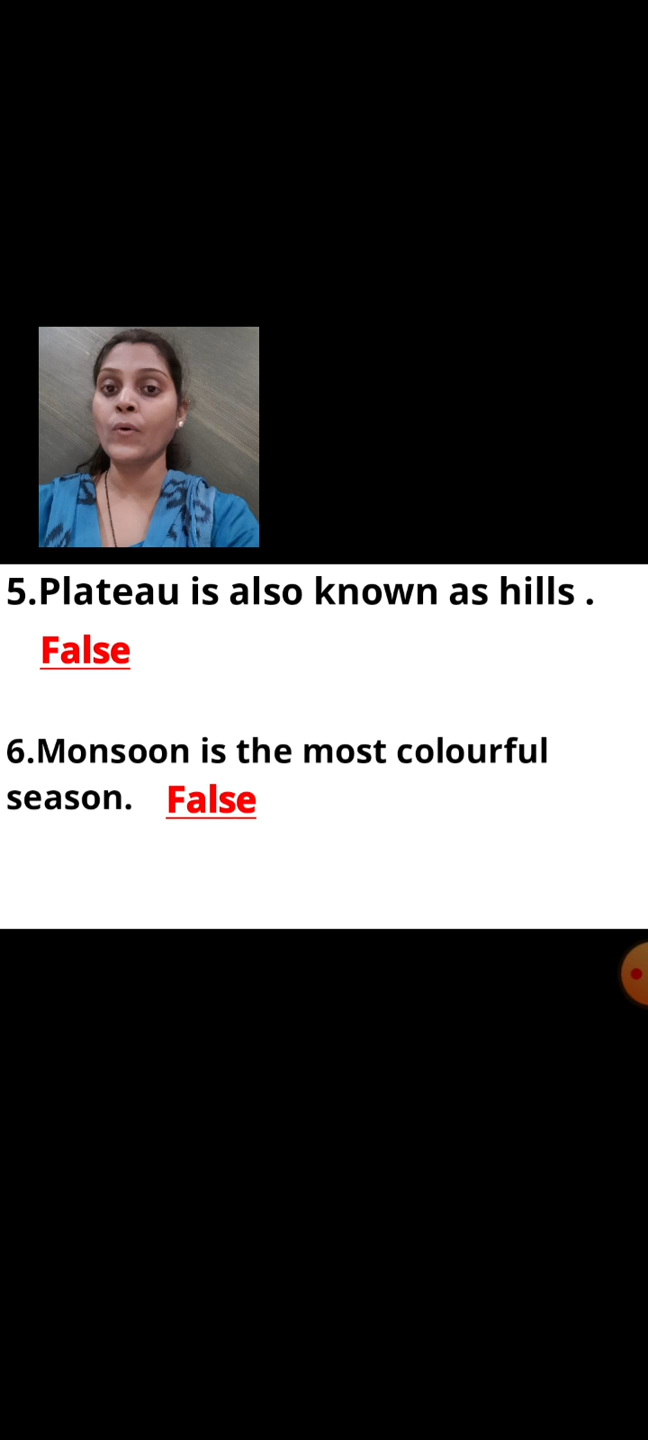 5.Plateau is also known as hills .
False
6.Monsoon is the most colourful
season. False